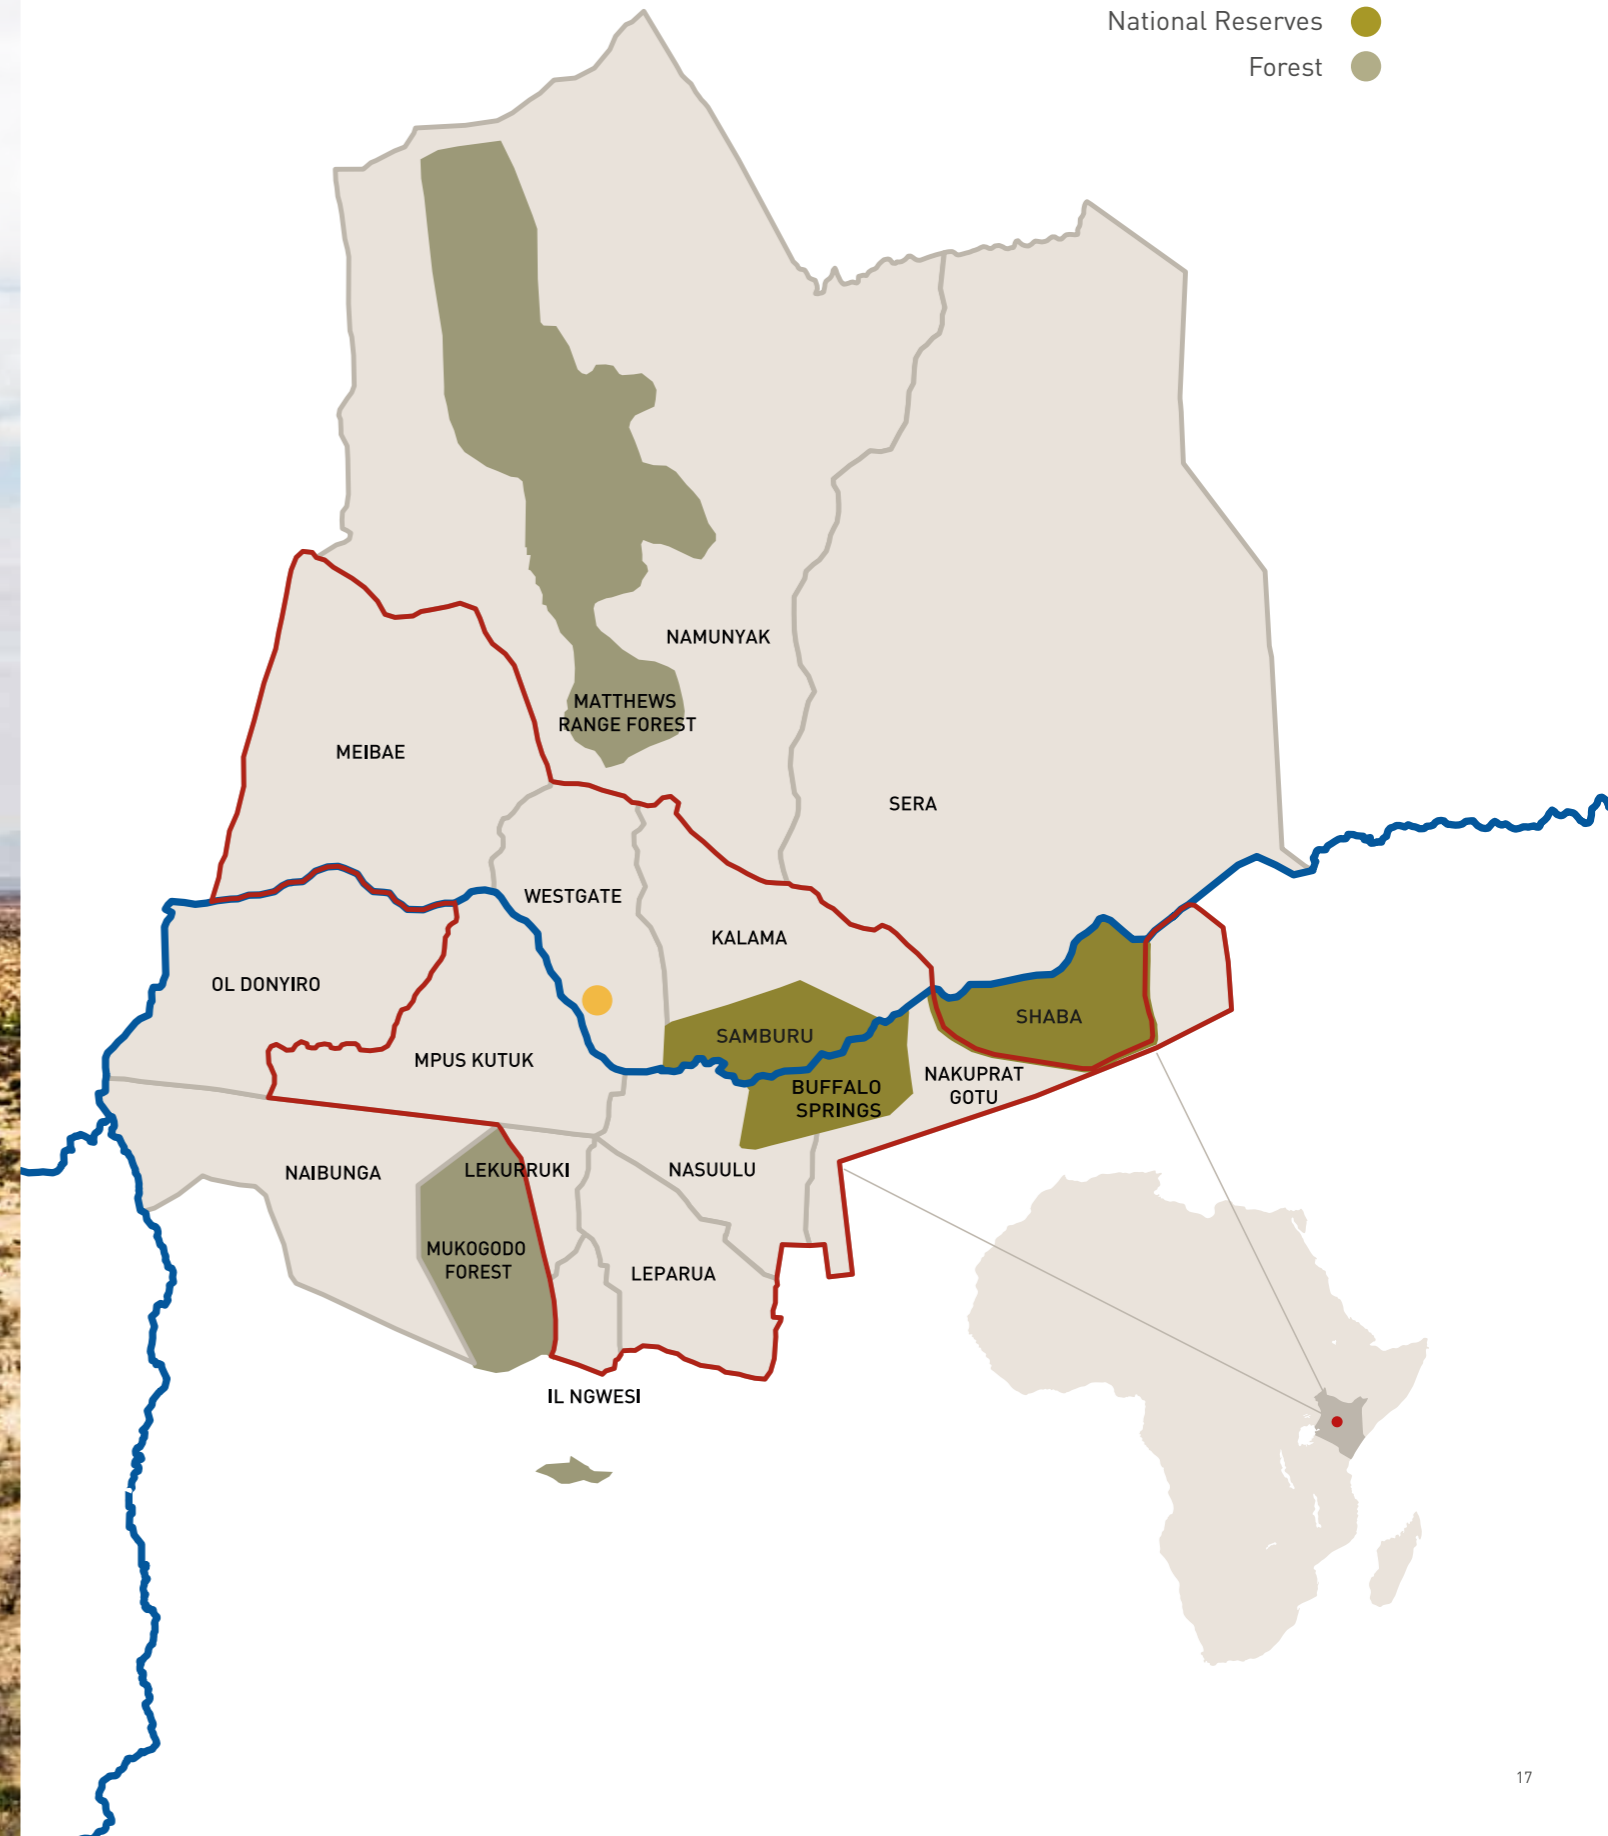 National Reserves
Forest
NAMUNYAK
MATTHEWS
RANGE FOREST
MEIBAE
SERA
WESTGATE
KALAMA
OL DONYIRO
SHABA
SAMBURU
MPUS KUTUK
NAKUPRAT
GOTU
BUFFALO
SPRINGS
NAIBUNGA
LEKURRUKI
NASUULU
MUKOGODO
FOREST
LEPARUA
IL NGWESI
17